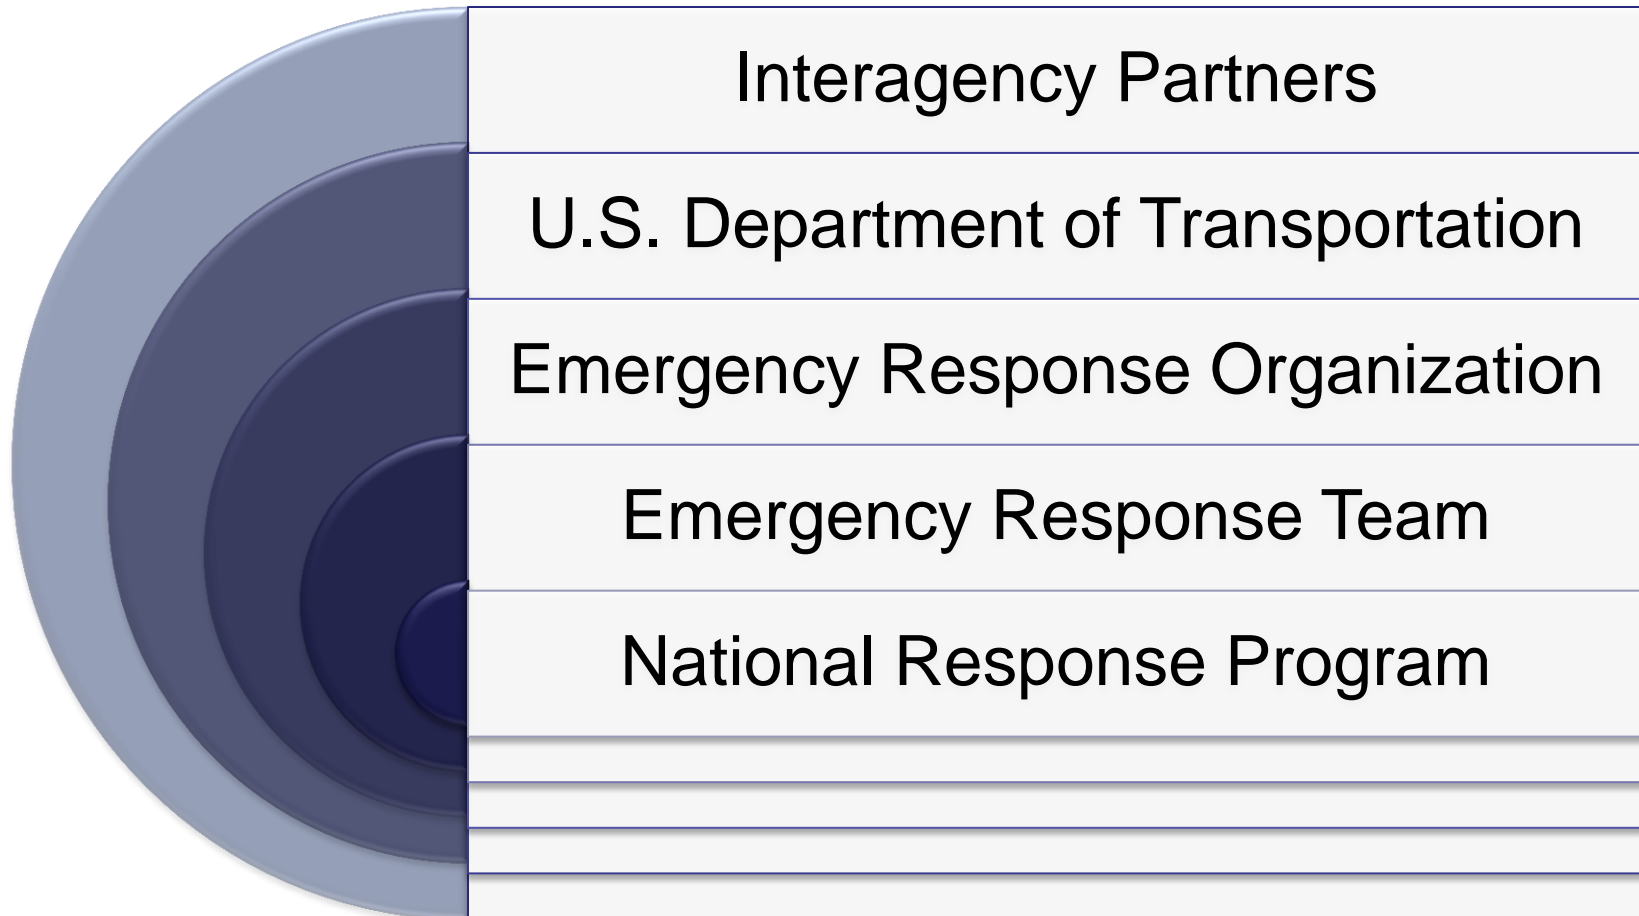 Interagency Partners
U.S. Department of Transportation
Emergency Response Organization
Emergency Response Team
National Response Program